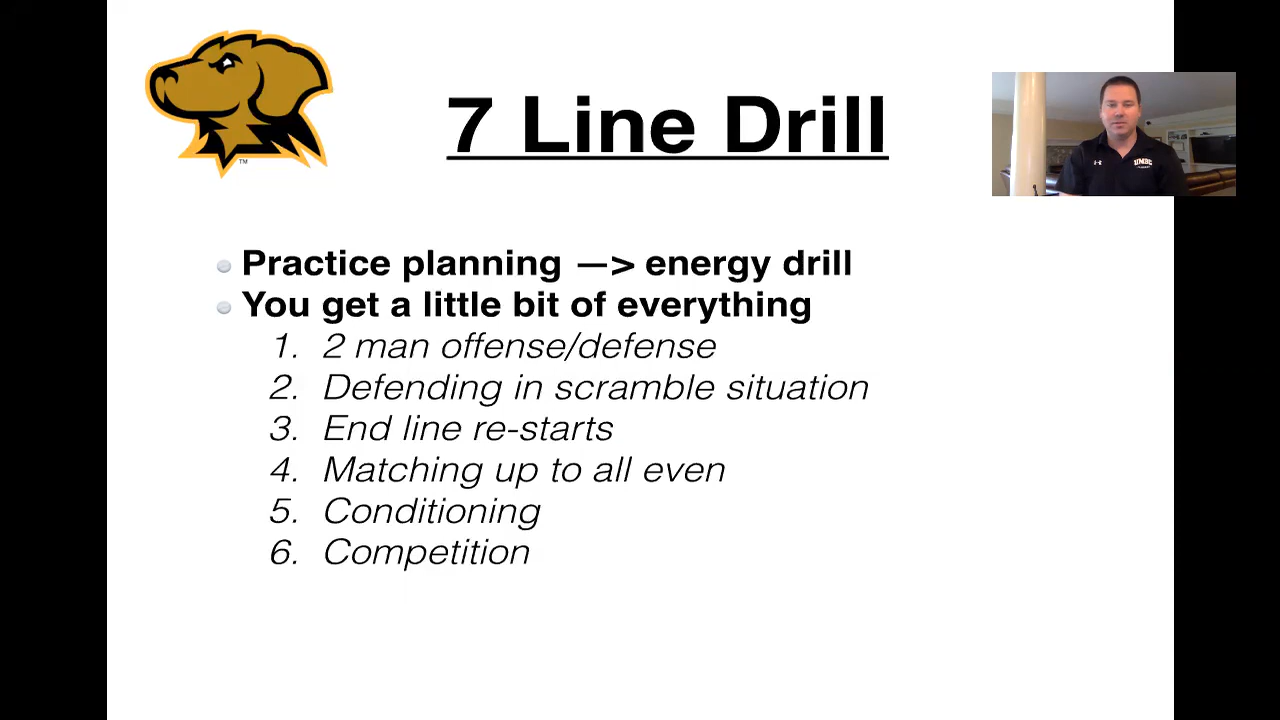 7 Line Drill
TM
UMBC
Practice planning —> energy drill
You get a little bit of everything
1. 2 man offense/defense
2. Defending in scramble situation
3. End line re-starts
4. Matching up to all even
5. Conditioning
6. Competition